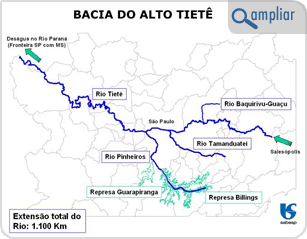 BACIA DO ALTO TIETÊ
ampliar
Deságua no Rio Paraná
(Fronteira SP com MS)
Rio Tietê
Rio Baquirivu-Guaçu
São Paulo
Rio Tamanduateí
Salesópolis
Rio Pinheiros
Represa Guarapiranga
Represa Billings
Extensão total do
Rio: 1.100 Km
sabesp